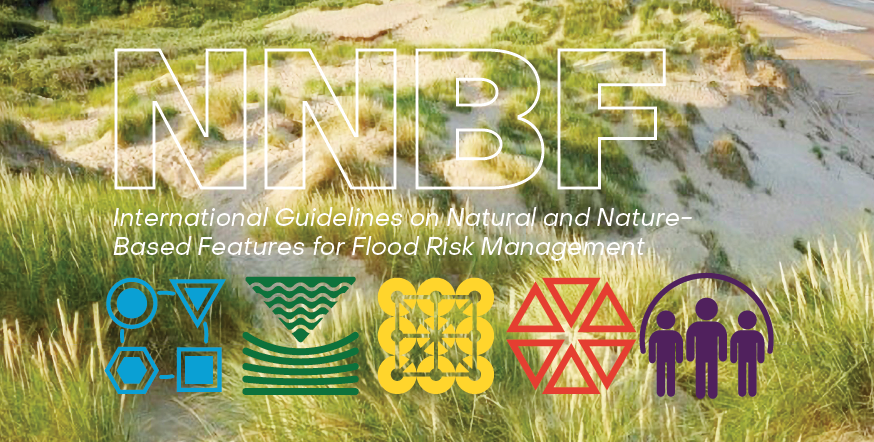 NNBF
International Guidelines on Natural and Nature-
Based Features for Flood Risk Management